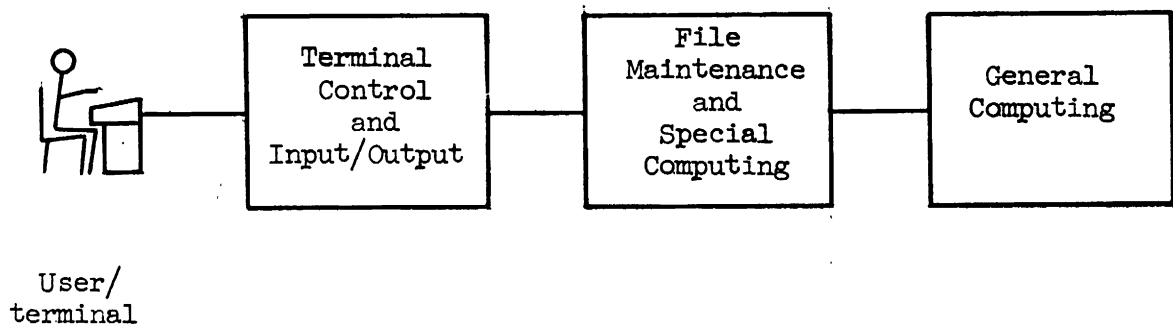 Terminal
Control
and
Input/Output
File
Maintenance
and
Special
Computing
General
Computing
User/
terminal